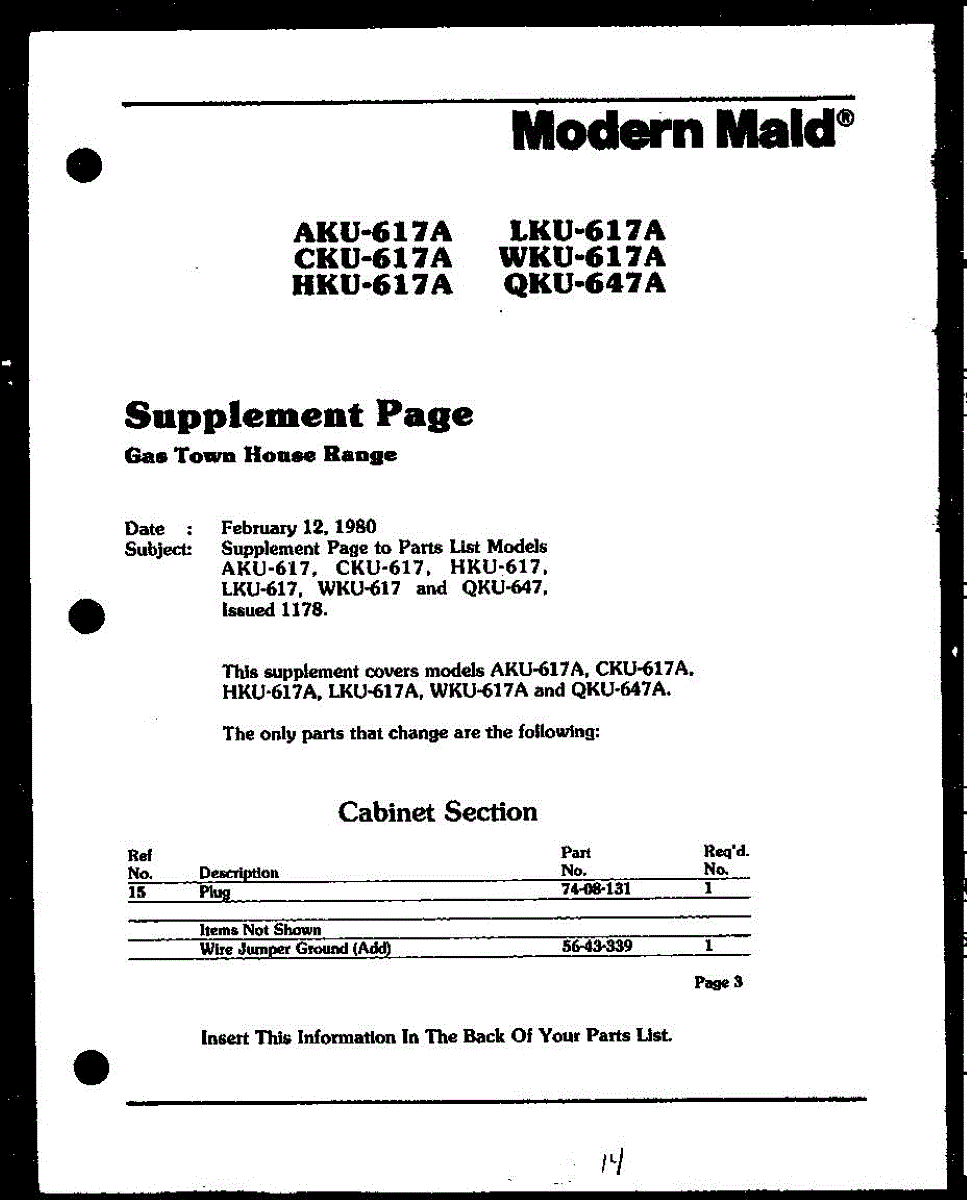 Modern Maid®
AKU-617A LKU-617A
CKU-617A WKU-617A
HKU-617A QKU-647A
Supplement Page
Gas Town House Range
Date : February 12, 1980
Subject: Supplement Page to Parts List Models
AKU-617, CKU-617, HKU-617,
LKU-617, WKU-617 and QKU-647,
Issued 1178.
This supplement covers models AKU-617A, CKU-617A,
HKU-617A, LKU-617A, WKU-617A and QKU-647A.
The only parts that change are the following:
Cabinet Section
Ref Part Req'd.
No. Description No. No.
15 Plug 74-08-131 1
Items Not Shown
Wire Jumper Ground (Add) 56-43-339 1
Page 3
Insert This Information In The Back Of Your Parts List.
14